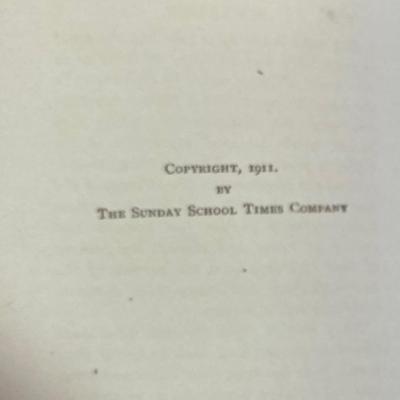 COPYRIGHT, 1911.
BY
THE SUNDAY SCHOOL TIMES COMPANY